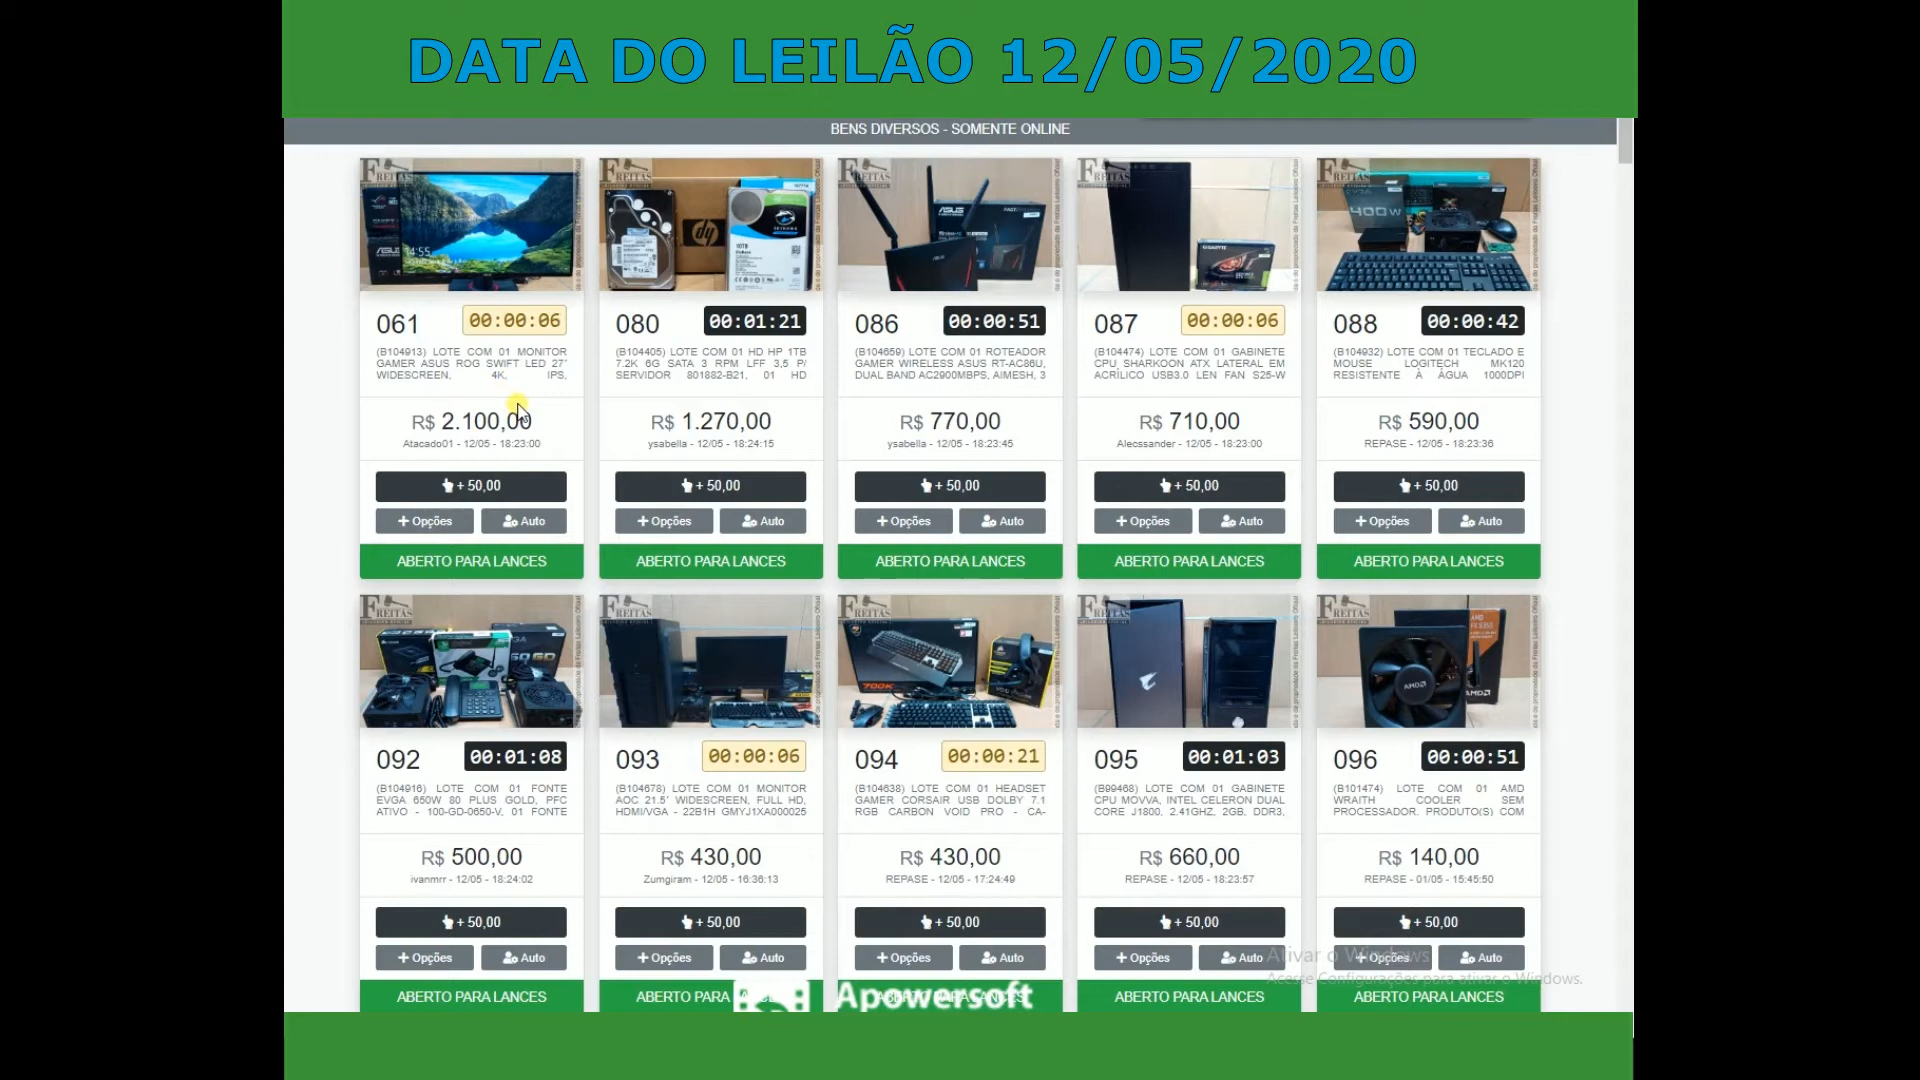 DATA DO LEILÃO 12/05/2020
BENS DIVERSOS - SOMENTE ONLINE
FREITAS
FREITAS
FREITAS
FREITAS
FREITAS
061 00:00:06
(B104913) LOTE COM 01 MONITOR
GAMER ASUS ROG SWIFT LED 27'
WIDESCREEN, 4K, IPS,
R$ 2.100,00
Atacado01 - 12/05 - 18:23:00
+ 50,00
+ Opções Auto
ABERTO PARA LANCES
080 00:01:21
(B104405) LOTE COM 01 HD HP 1TB
7.2K 6G SATA 3 RPM LFF 3,5 P/
SERVIDOR 801882-B21, 01 HD
R$ 1.270,00
ysabella - 12/05 - 18:24:15
+ 50,00
+ Opções Auto
ABERTO PARA LANCES
086 00:00:51
(B104659) LOTE COM 01 ROTEADOR
GAMER WIRELESS ASUS RT-AC86U,
DUAL BAND AC2900MBPS, AIMESH, 3
R$ 770,00
ysabella - 12/05 - 18:23:45
+ 50,00
+ Opções Auto
ABERTO PARA LANCES
087 00:00:06
(B104474) LOTE COM 01 GABINETE
CPU SHARKOON ATX LATERAL EM
ACRÍLICO USB3.0 LEN FAN S25-W
R$ 710,00
Alecssander - 12/05 - 18:23:00
+ 50,00
+ Opções Auto
ABERTO PARA LANCES
088 00:00:42
(B104932) LOTE COM 01 TECLADO E
MOUSE LOGITECH MK120
RESISTENTE À ÁGUA 1000DPI
R$ 590,00
REPASE - 12/05 - 18:23:36
+ 50,00
+ Opções Auto
ABERTO PARA LANCES
FREITAS
FREITAS
FREITAS
FREITAS
FREITAS
092 00:01:08
(B104916) LOTE COM 01 FONTE
EVGA 650W 80 PLUS GOLD, PFC
ATIVO - 100-GD-0650-V, 01 FONTE
R$ 500,00
ivanmrr - 12/05 - 18:24:02
+ 50,00
+ Opções Auto
ABERTO PARA LANCES
093 00:00:06
(B104678) LOTE COM 01 MONITOR
AOC 21.5' WIDESCREEN, FULL HD,
HDMI/VGA - 22B1H GMYJ1XA000025
R$ 430,00
Zumgiram - 12/05 - 16:36:13
+ 50,00
+ Opções Auto
ABERTO PARA LANCES
094 00:00:21
(B104638) LOTE COM 01 HEADSET
GAMER CORSAIR USB DOLBY 7.1
RGB CARBON VOID PRO - CA-
R$ 430,00
REPASE - 12/05 - 17:24:49
+ 50,00
+ Opções Auto
ABERTO PARA LANCES
095 00:01:03
(B99468) LOTE COM 01 GABINETE
CPU MOVVA, INTEL CELERON DUAL
CORE J1800, 2.41GHZ, 2GB, DDR3,
R$ 660,00
REPASE - 12/05 - 18:23:57
+ 50,00
+ Opções Auto
ABERTO PARA LANCES
096 00:00:51
(B101474) LOTE COM 01 AMD
WRAITH COOLER SEM
PROCESSADOR. PRODUTO(S) COM
R$ 140,00
REPASE - 01/05 - 15:45:50
+ 50,00
+ Opções Auto
ABERTO PARA LANCES
Ativar o Windows
Acesse Configurações para ativar o Windows.
Apowersoft